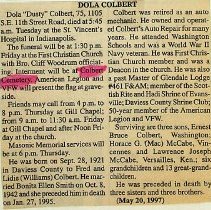 DOLA COLBERT
Dola "Dusty" Colbert, 75, 1105
S.E. 11th Street Road, died at 5:45
a.m. Tuesday at the St. Vincent's
Hospital in Indianapolis.
The funeral will be at 1:30 p.m.
Friday at the First Christian Church
with Rev. Cliff Woodrum officiat-
ing. Interment will be at Colbert
Cemetery. American Legion and
VFW will present the flag at grave-
side.
Friends may call from 4 p.m. to
8 p.m. Thursday at Gill Chapel;
from 9 a.m. to 11:30 a.m. Friday
at Gill Chapel and after Noon Fri-
day at the church.
Masonic Memorial services will
be at 6 p.m. Thursday.
He was born on Sept. 28, 1921
in Daviess County to Fred and
Lidia (Williams) Colbert. He mar-
ried Bonita Ellen Smith on Oct. 8,
1942 and she preceded him in death
on Jan. 27, 1995.
Colbert was retired as an auto
mechanic. He owned and operat-
ed Colbert's Auto Repair for many
years. He attended Washington
Schools and was a World War II
Navy veteran. He was First Chris-
tian Church member and was a
Deacon in the church. He was also
a past Master of Glendale Lodge
#461 F&AM; member of the Scot-
tish Rite and Hadi Shrine of Evans-
ville; Daviess County Shrine Club;
50-year member of the American
Legion and VFW.
Surviving are three sons, Ernest
Bruce Colbert, Washington;
Horace G. (Mac) McCabe, Vin-
cennes and Lawrence Joseph
McCabe, Versailles, Ken.; six
grandchildren and 13 great-grand-
children.
He was preceded in death by
three sisters and three brothers.
(May 20, 1997)